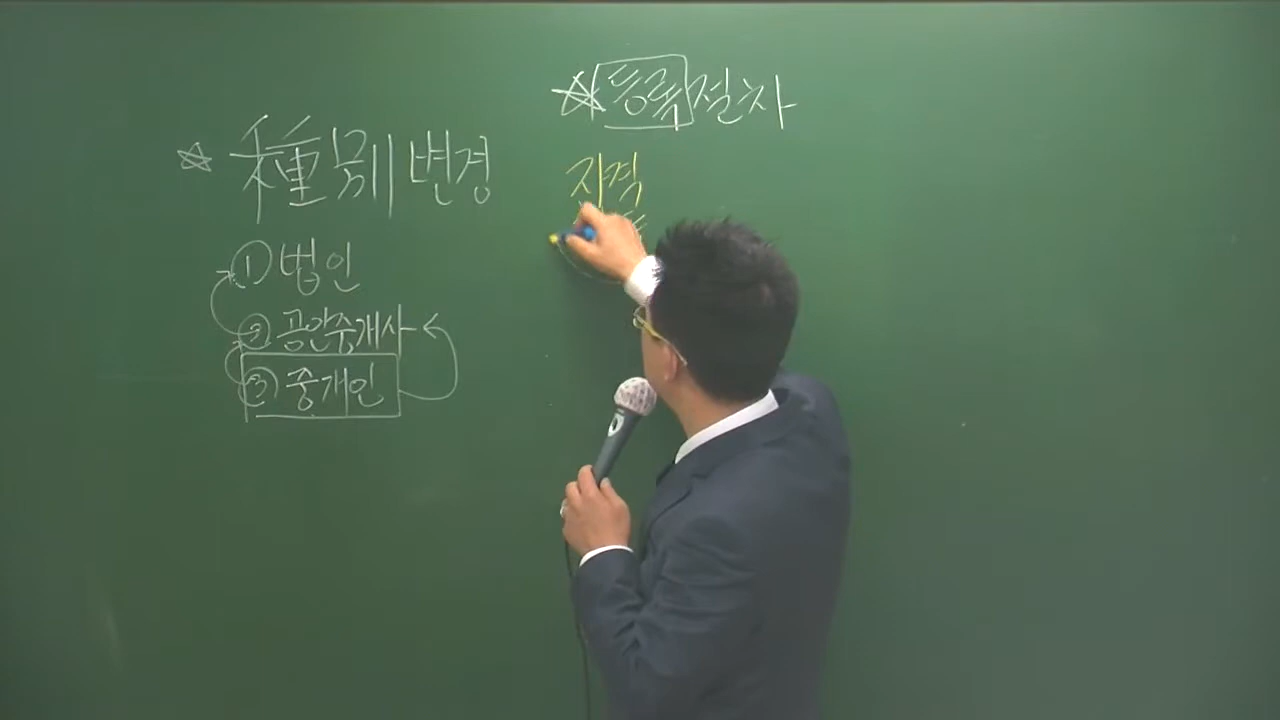 ☆ 種別변경
① 법인
② 공인중개사
③ 중개인
☆ 등록절차
자격